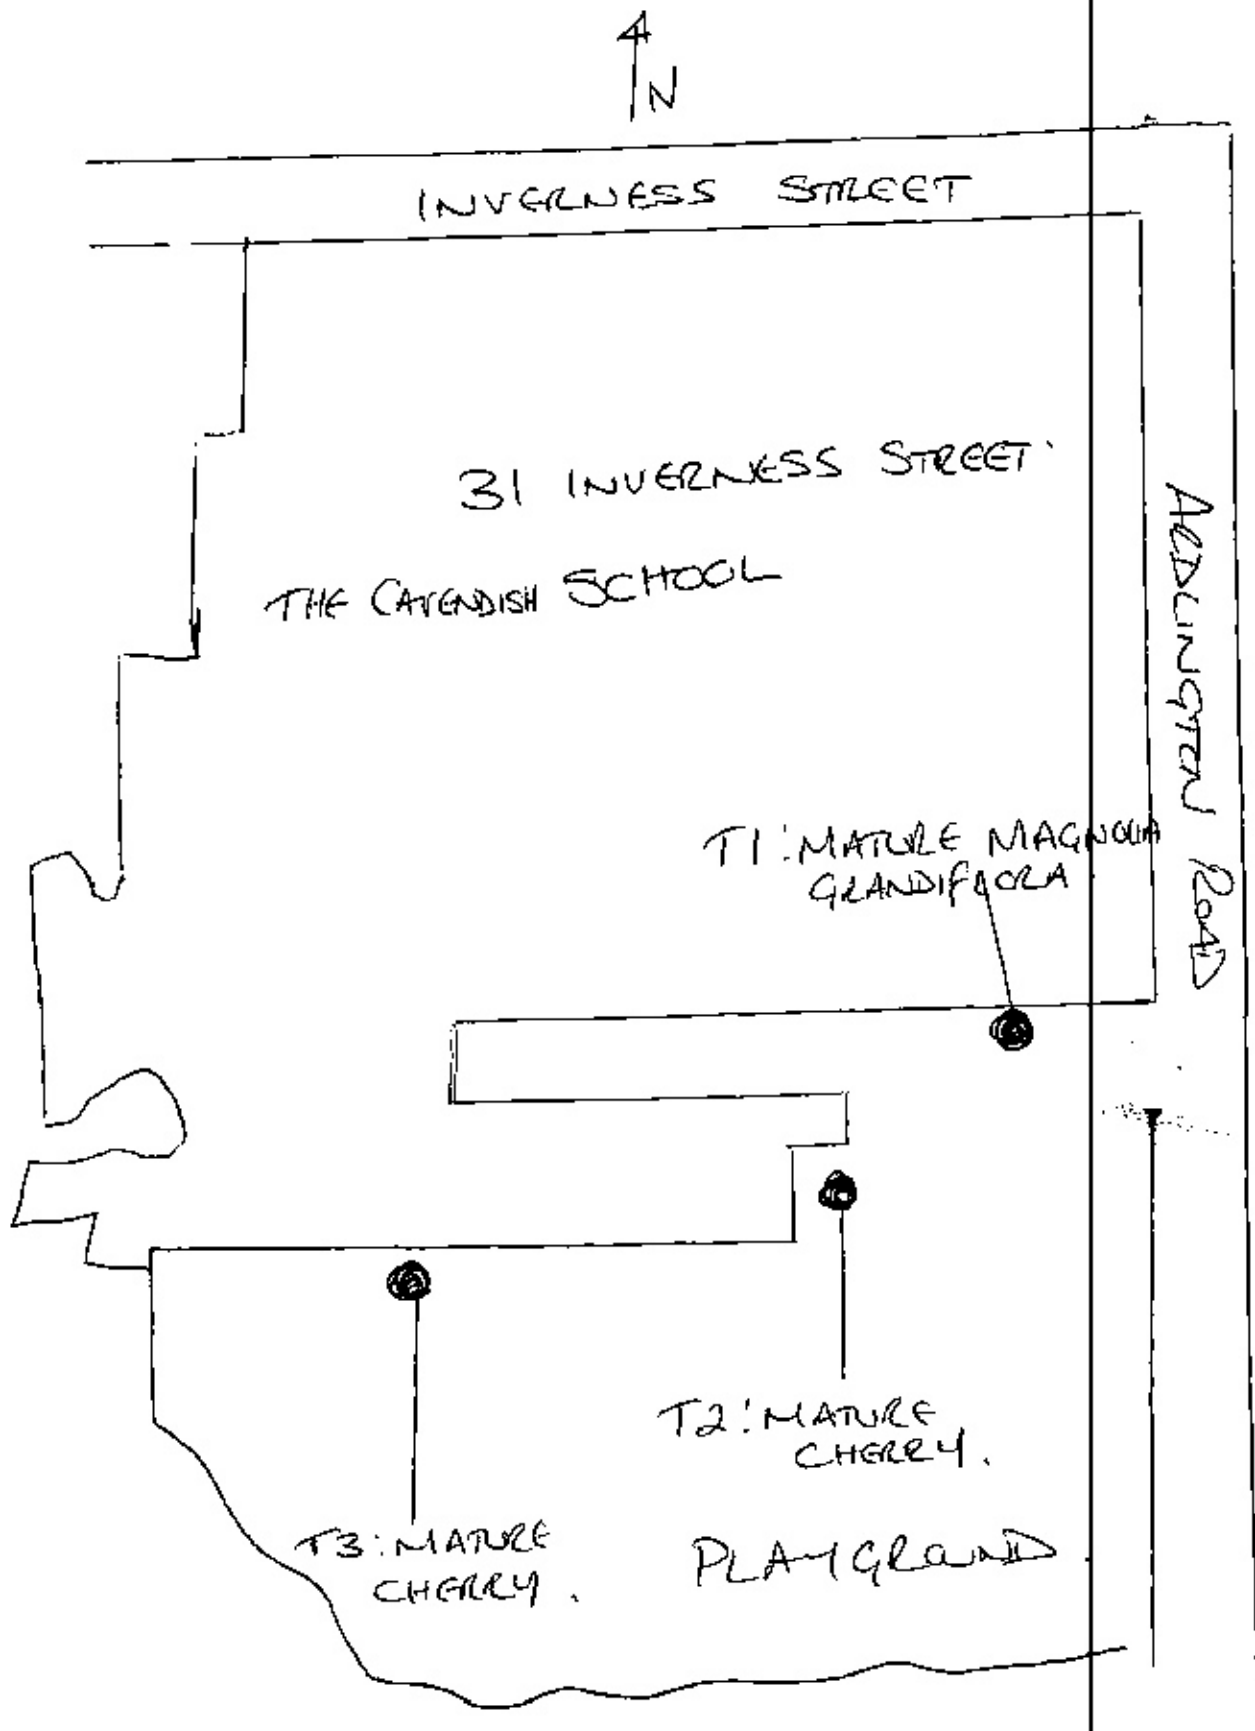 N
INVERNESS STREET
31 INVERNESS STREET
THE CAVENDISH SCHOOL
ARLINGTON ROAD
T1: MATURE MAGNOLIA
GRANDIFLORA
T2: MATURE
CHERRY.
T3: MATURE
CHERRY.
PLAYGROUND